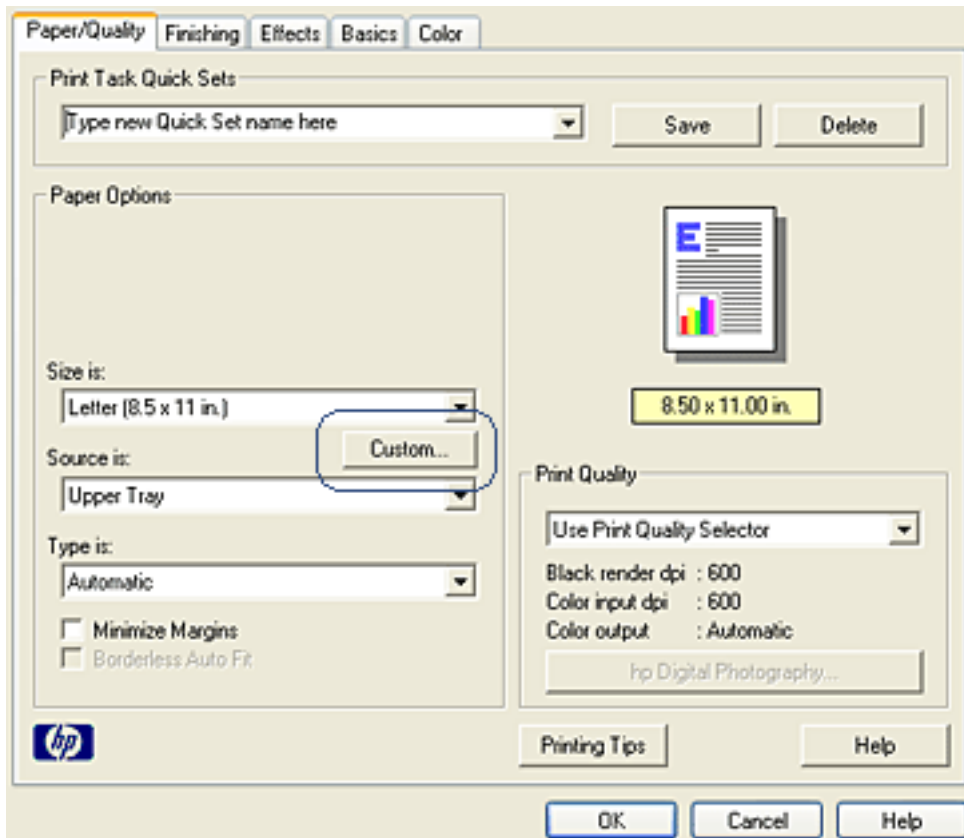 Paper/Quality Finishing Effects Basics Color
Print Task Quick Sets
Type new Quick Set name here Save Delete
Paper Options
E
Size is:
Letter (8.5 x 11 in.)
8.50 x 11.00 in.
Custom...
Source is:
Upper Tray
Print Quality
Use Print Quality Selector
Type is:
Automatic
Black render dpi : 600
Color input dpi : 600
Color output : Automatic
Minimize Margins
Borderless Auto Fit
hp Digital Photography...
hp
Printing Tips Help
OK Cancel Help